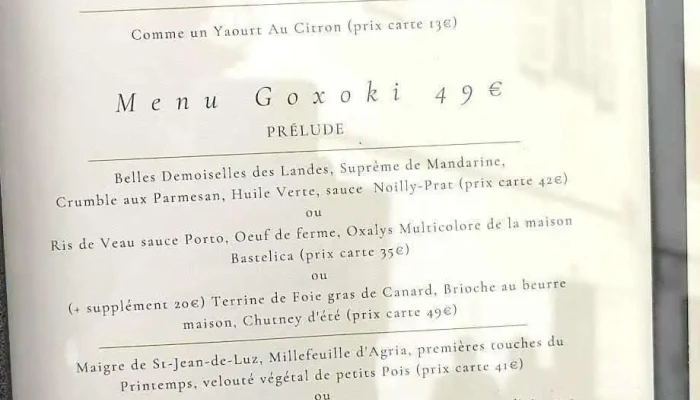 Comme un Yaourt Au Citron (prix carte 13€)
Menu Goxoki 49€
PRÉLUDE
Belles Demoiselles des Landes, Suprême de Mandarine,
Crumble aux Parmesan, Huile Verte, sauce Noilly-Prat (prix carte 42€)
ou
Ris de Veau sauce Porto, Oeuf de ferme, Oxalys Multicolore de la maison
Bastelica (prix carte 35€)
ou
(+ supplément 20€) Terrine de Foie gras de Canard, Brioche au beurre
maison, Chutney d'été (prix carte 49€)
Maigre de St-Jean-de-Luz, Millefeuille d'Agria, premières touches du
Printemps, velouté végétal de petits Pois (prix carte 41€)
ou